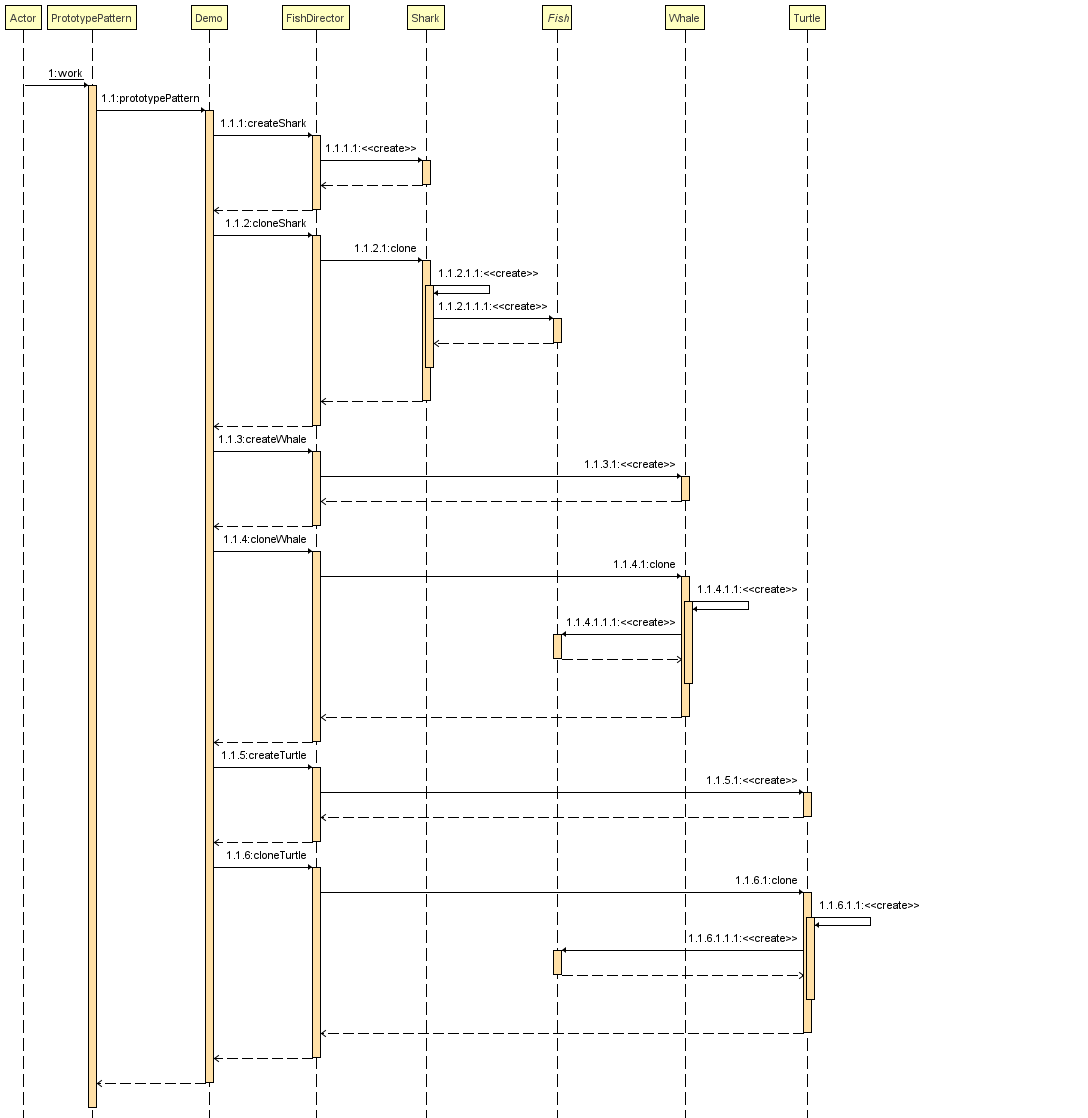 Actor PrototypePattern Demo FishDirector Shark Fish Whale Turtle
1:work
1.1:prototypePattern
1.1.1:createShark
1.1.1.1:<<create>>
1.1.2:cloneShark
1.1.2.1:clone
1.1.2.1.1:<<create>>
1.1.2.1.1.1:<<create>>
1.1.3:createWhale
1.1.3.1:<<create>>
1.1.4:cloneWhale
1.1.4.1:clone
1.1.4.1.1:<<create>>
1.1.4.1.1.1:<<create>>
1.1.5:createTurtle
1.1.5.1:<<create>>
1.1.6:cloneTurtle
1.1.6.1:clone
1.1.6.1.1:<<create>>
1.1.6.1.1.1:<<create>>